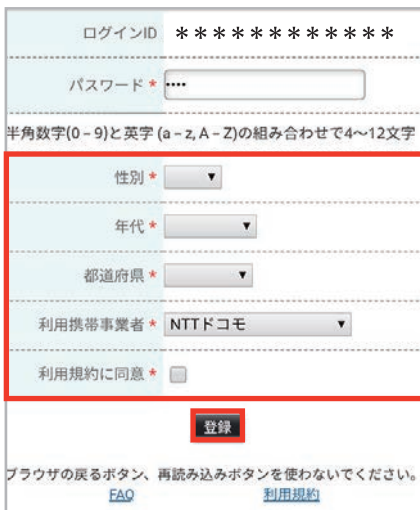 ログインID ************
パスワード * ••••
半角数字(0－9)と英字 (a－z, A－Z)の組み合わせで4〜12文字
性別 * ▼
年代 * ▼
都道府県 * ▼
利用携帯事業者 * NTTドコモ ▼
利用規約に同意 *
登録
ブラウザの戻るボタン、再読み込みボタンを使わないでください。
FAQ 利用規約